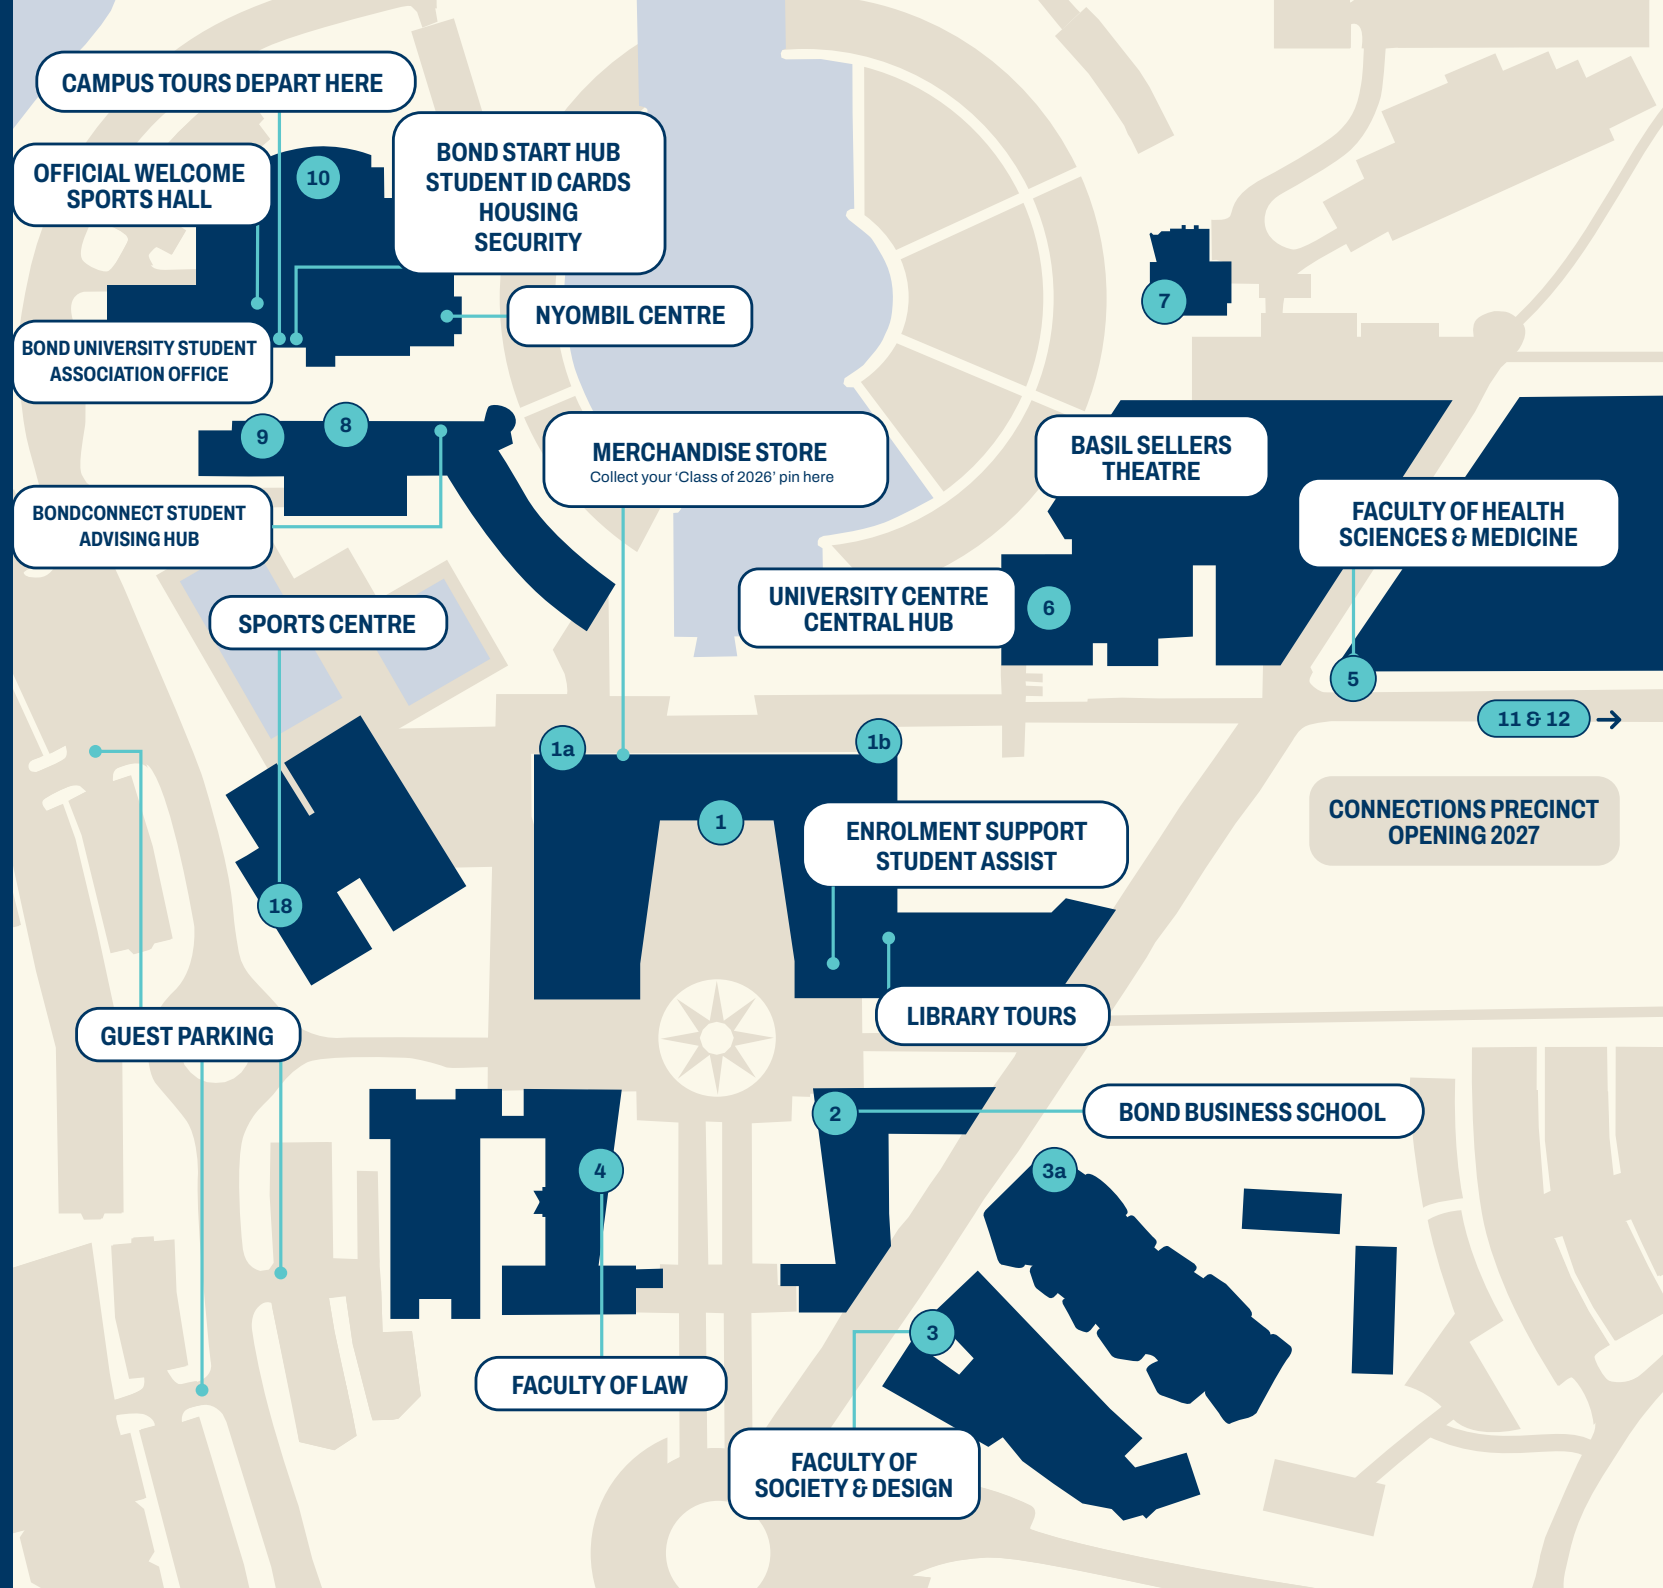 CAMPUS TOURS DEPART HERE
OFFICIAL WELCOME
SPORTS HALL
10
BOND START HUB
STUDENT ID CARDS
HOUSING
SECURITY
NYOMBIL CENTRE
7
BOND UNIVERSITY STUDENT
ASSOCIATION OFFICE
9
8
MERCHANDISE STORE
Collect your ‘Class of 2026’ pin here
BASIL SELLERS
THEATRE
FACULTY OF HEALTH
SCIENCES & MEDICINE
BONDCONNECT STUDENT
ADVISING HUB
SPORTS CENTRE
UNIVERSITY CENTRE
CENTRAL HUB
6
5
11 & 12
1a
1b
1
CONNECTIONS PRECINCT
OPENING 2027
ENROLMENT SUPPORT
STUDENT ASSIST
18
LIBRARY TOURS
GUEST PARKING
2
BOND BUSINESS SCHOOL
4
3a
3
FACULTY OF LAW
FACULTY OF
SOCIETY & DESIGN